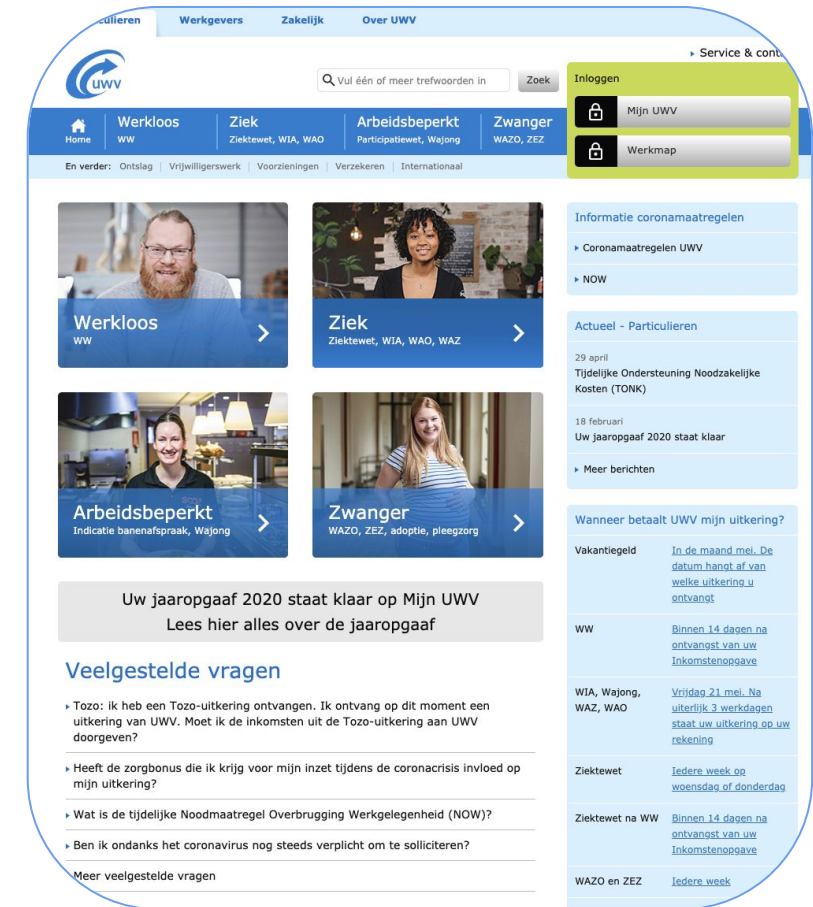 Werkgevers Zakelijk Over UWV
Service & 
UWV
Vul één of meer trefwoorden in
Zoek
Inloggen
Mijn UWV
Werkmap
Home
Werkloos
WW
Ziek
Ziektewet, WIA, WAO
Arbeidsbeperkt
Participatiewet, Wajong
Zwanger
WAZO, ZEZ
En verder: Ontslag | Vrijwilligerswerk | Voorzieningen | Verzekeren | Internationaal
Werkloos
WW
Ziek
Ziektewet, WIA, WAO, WAZ
Arbeidsbeperkt
Indicatie banenafspraak, Wajong
Zwanger
WAZO, ZEZ, adoptie, pleegzorg
Uw jaaropgaaf 2020 staat klaar op Mijn UWV
Lees hier alles over de jaaropgaaf
Veelgestelde vragen
Tozo: ik heb een Tozo-uitkering ontvangen. Ik ontvang op dit moment een
uitkering van UWV. Moet ik de inkomsten uit de Tozo-uitkering aan UWV
doorgeven?
Heeft de zorgbonus die ik krijg voor mijn inzet tijdens de coronacrisis invloed op
mijn uitkering?
Wat is de tijdelijke Noodmaatregel Overbrugging Werkgelegenheid (NOW)?
Ben ik ondanks het coronavirus nog steeds verplicht om te solliciteren?
Meer veelgestelde vragen
Informatie coronamaatregelen
Coronamaatregelen UWV
NOW
Actueel - Particulieren
29 april
Tijdelijke Ondersteuning Noodzakelijke
Kosten (TONK)
18 februari
Uw jaaropgaaf 2020 staat klaar
Meer berichten
Wanneer betaalt UWV mijn uitkering?
Vakantiegeld
In de maand mei. De
datum hangt af van
welke uitkering u
ontvangt
WW
Binnen 14 dagen na
ontvangst van uw
Inkomstenopgave
WIA, Wajong,
WAZ, WAO
Vrijdag 21 mei. Na
uiterlijk 3 werkdagen
staat uw uitkering op uw
rekening
Ziektewet
Iedere week op
woensdag of donderdag
Ziektewet na WW
Binnen 14 dagen na
ontvangst van uw
Inkomstenopgave
WAZO en ZEZ
Iedere week